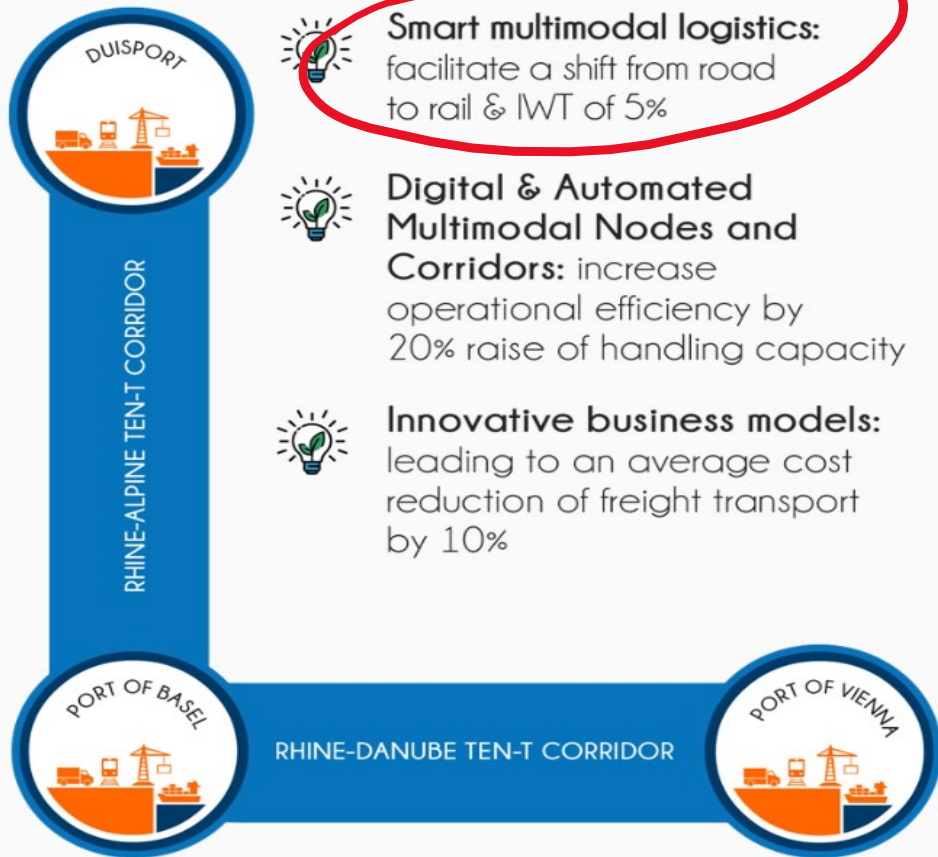 DUISPORT
Smart multimodal logistics:
facilitate a shift from road
to rail & IWT of 5%
Digital & Automated
Multimodal Nodes and
Corridors: increase
operational efficiency by
20% raise of handling capacity
Innovative business models:
leading to an average cost
reduction of freight transport
by 10%
RHINE-ALPINE TEN-T CORRIDOR
PORT OF BASEL
RHINE-DANUBE TEN-T CORRIDOR
PORT OF VIENNA